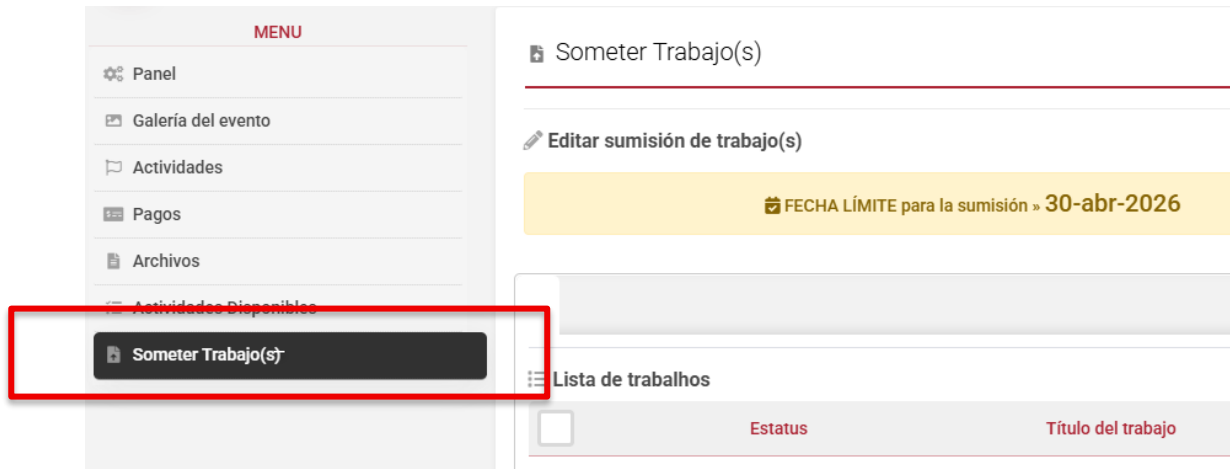 MENU
Panel
Galería del evento
Actividades
Pagos
Archivos
Actividades Disponibles
Someter Trabajo(s)
Someter Trabajo(s)
Editar sumisión de trabajo(s)
FECHA LÍMITE para la sumisión » 30-abr-2026
Lista de trabalhos
Estatus Título del trabajo